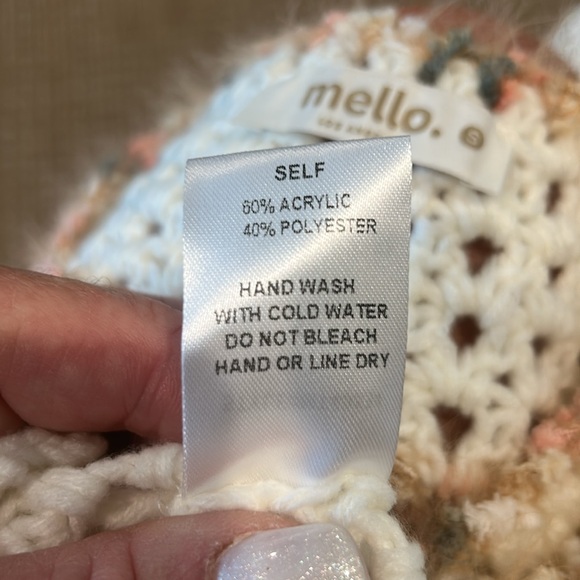 mello.
S
SELF
60% ACRYLIC
40% POLYESTER
HAND WASH
WITH COLD WATER
DO NOT BLEACH
HAND OR LINE DRY